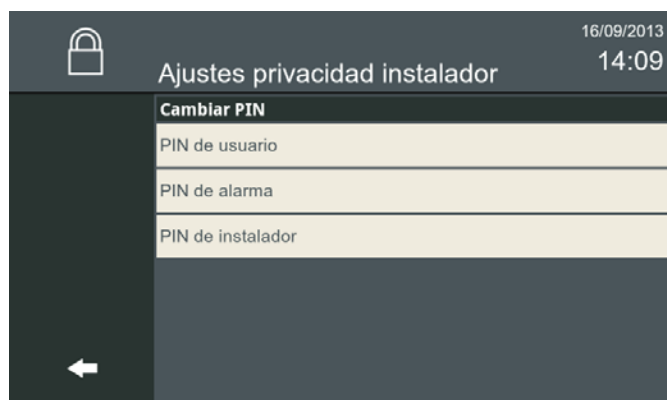 16/09/2013
14:09
Ajustes privacidad instalador
Cambiar PIN
PIN de usuario
PIN de alarma
PIN de instalador